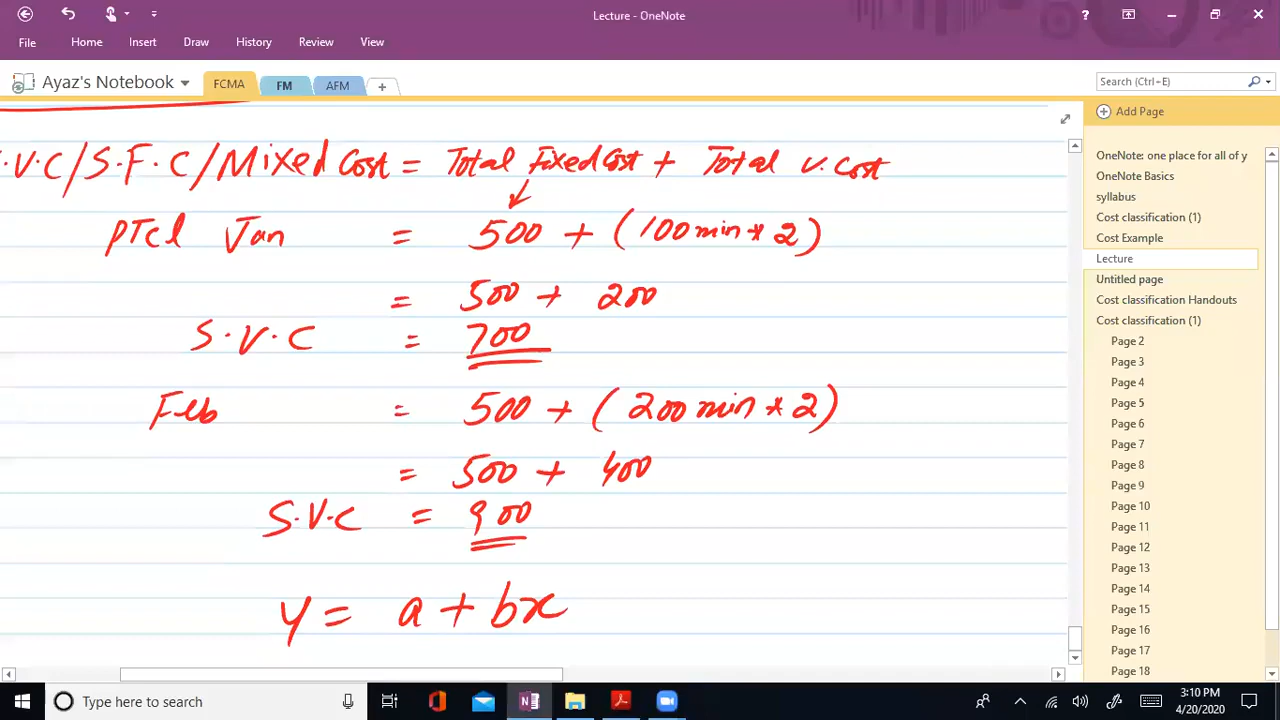 Lecture - OneNote
File Home Insert Draw History Review View
Ayaz's Notebook FCMA FM AFM +
Search (Ctrl+E)
.V.C/S.F.C/Mixed Cost = Total Fixed Cost + Total v.Cost
PTCl Jan = 500 + (100min * 2)
= 500 + 200
S.V.C = 700
Feb = 500 + (200min * 2)
= 500 + 400
S.V.C = 900
y = a + bx
Add Page
OneNote: one place for all of y
OneNote Basics
syllabus
Cost classification (1)
Cost Example
Lecture
Untitled page
Cost classification Handouts
Cost classification (1)
Page 2
Page 3
Page 4
Page 5
Page 6
Page 7
Page 8
Page 9
Page 10
Page 11
Page 12
Page 13
Page 14
Page 15
Page 16
Page 17
Page 18
Type here to search
3:10 PM
4/20/2020